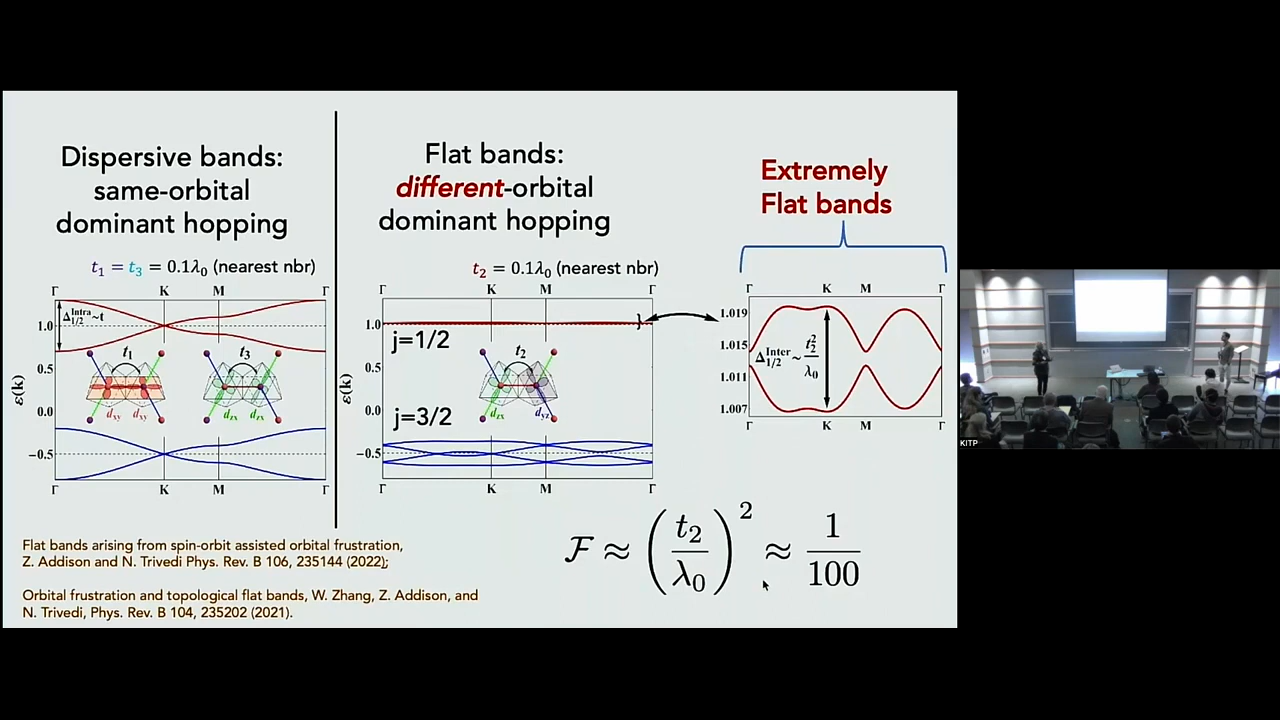 Dispersive bands:
same-orbital
dominant hopping
t₁ = t₃ = 0.1λ₀ (nearest nbr)
Γ K M Γ
Δ₁/₂^Intra ~t
1.0
0.5
0.0
−0.5
ε(k)
t₁
t₃
d_xy d_xy
d_zx d_zx
Γ K M Γ
Flat bands:
different-orbital
dominant hopping
t₂ = 0.1λ₀ (nearest nbr)
Γ K M Γ
1.0
0.5
0.0
−0.5
ε(k)
j=1/2
t₂
d_zx d_yz
j=3/2
Γ K M Γ
Extremely
Flat bands
Γ K M Γ
1.019
1.015
1.011
1.007
Δ₁/₂^Inter ~ t₂²/λ₀
Γ K M Γ
ℱ ≈ (t₂/λ₀)² ≈ 1/100
Flat bands arising from spin-orbit assisted orbital frustration,
Z. Addison and N. Trivedi Phys. Rev. B 106, 235144 (2022);
Orbital frustration and topological flat bands, W. Zhang, Z. Addison, and
N. Trivedi, Phys. Rev. B 104, 235202 (2021).
KITP